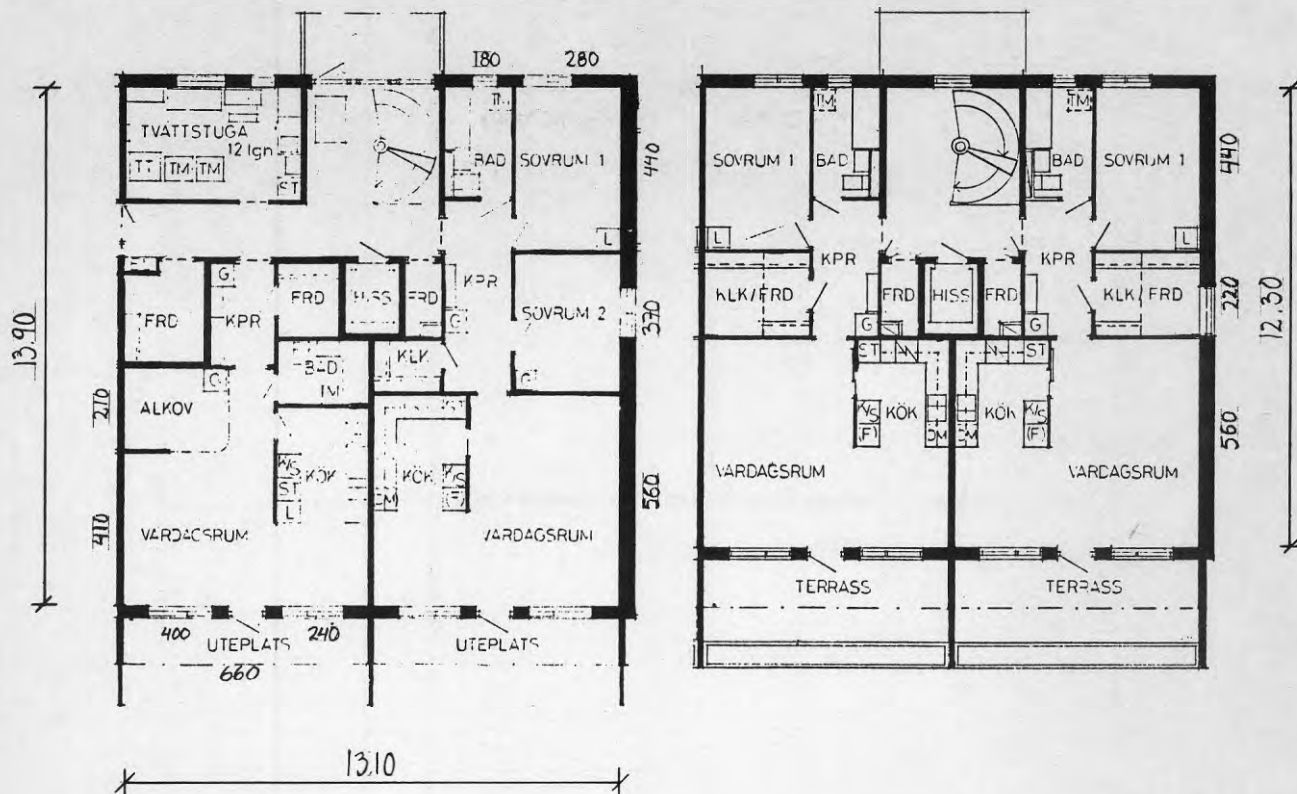 180 280
TVÄTTSTUGA
12 lgn
TT TM TM
ST
TM
BAD
SOVRUM 1
L
440
G
FRD
KPR
FRD
HISS
FRD
KPR
G
SOVRUM 2
370
13.90
BAD
TM
KLK
G
G
ALKOV
270
ST
K/S
ST
L
KÖK
KÖK
K/S
(F)
DM
560
410
VARDAGSRUM
VARDAGSRUM
400 240
UTEPLATS
UTEPLATS
660
13.10
TM
TM
SOVRUM 1
BAD
BAD
SOVRUM 1
440
L
L
KPR
KPR
KLK/FRD
FRD
HISS
FRD
KLK/FRD
220
12.30
G
G
ST
ST
K/S
(F)
KÖK
DM
DM
KÖK
K/S
(F)
560
VARDAGSRUM
VARDAGSRUM
TERRASS
TERRASS